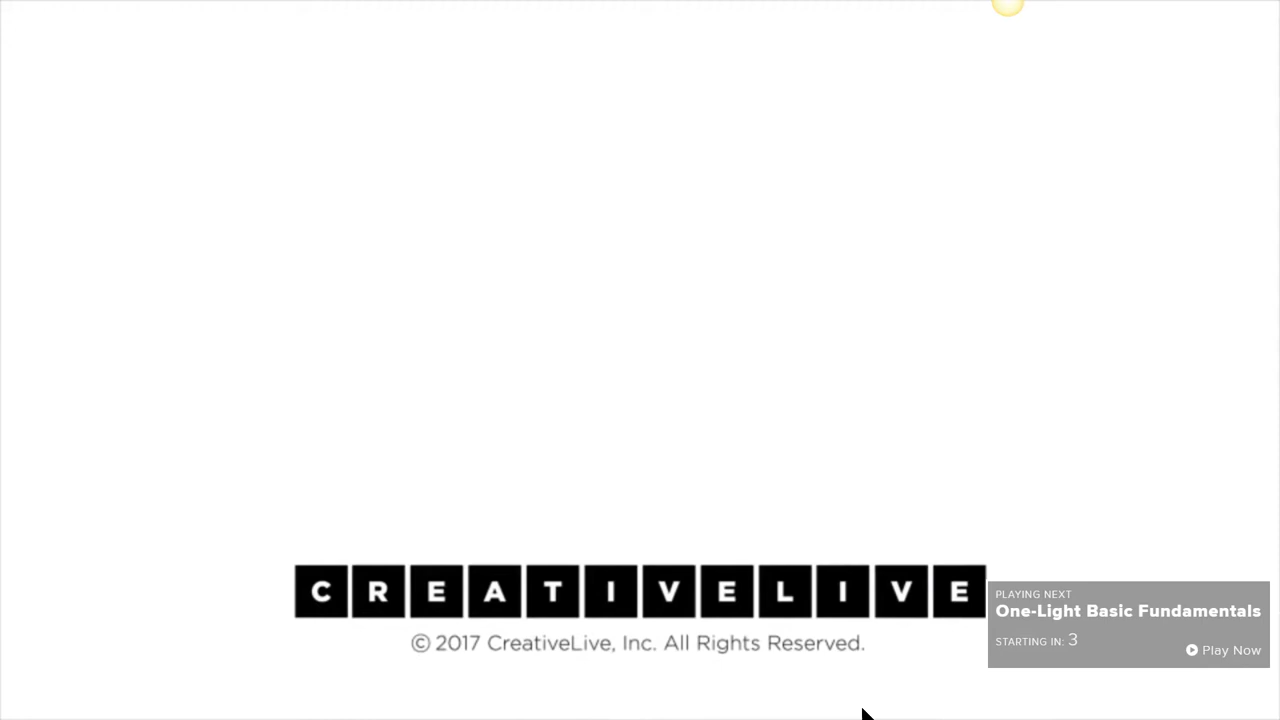 CREATIVELIVE
© 2017 CreativeLive, Inc. All Rights Reserved.
PLAYING NEXT
One-Light Basic Fundamentals
STARTING IN: 3
Play Now